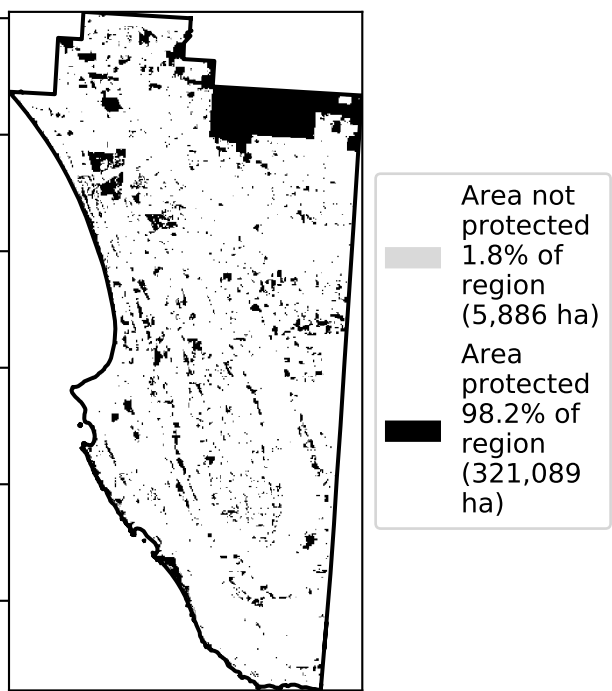 Area not
protected
1.8% of
region
(5,886 ha)
Area
protected
98.2% of
region
(321,089
ha)